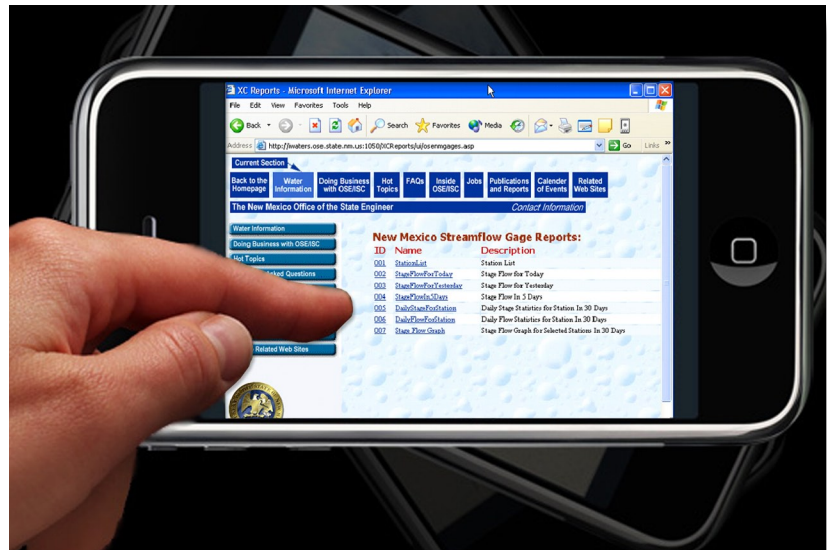 XC Reports - Microsoft Internet Explorer
File Edit View Favorites Tools Help
Back Search Favorites Media
Address http://waters.ose.state.nm.us:1050/XCReports/ui/osenmgages.asp Go Links »
Current Section
Back to the Homepage Water Information Doing Business with OSE/ISC Hot Topics FAQs Inside OSE/ISC Jobs Publications and Reports Calender of Events Related Web Sites
The New Mexico Office of the State Engineer Contact Information
Water Information
Doing Business with OSE/ISC
Hot Topics
Asked Questions
Related Web Sites
New Mexico Streamflow Gage Reports:
ID Name Description
001 StationList Station List
002 StageFlowForToday Stage Flow for Today
003 StageFlowForYesterday Stage Flow for Yesterday
004 StageFlowIn5Days Stage Flow In 5 Days
005 DailyStageForStation Daily Stage Statistics for Station In 30 Days
006 DailyFlowForStation Daily Flow Statistics for Station In 30 Days
007 Stage Flow Graph Stage Flow Graph for Selected Stations In 30 Days